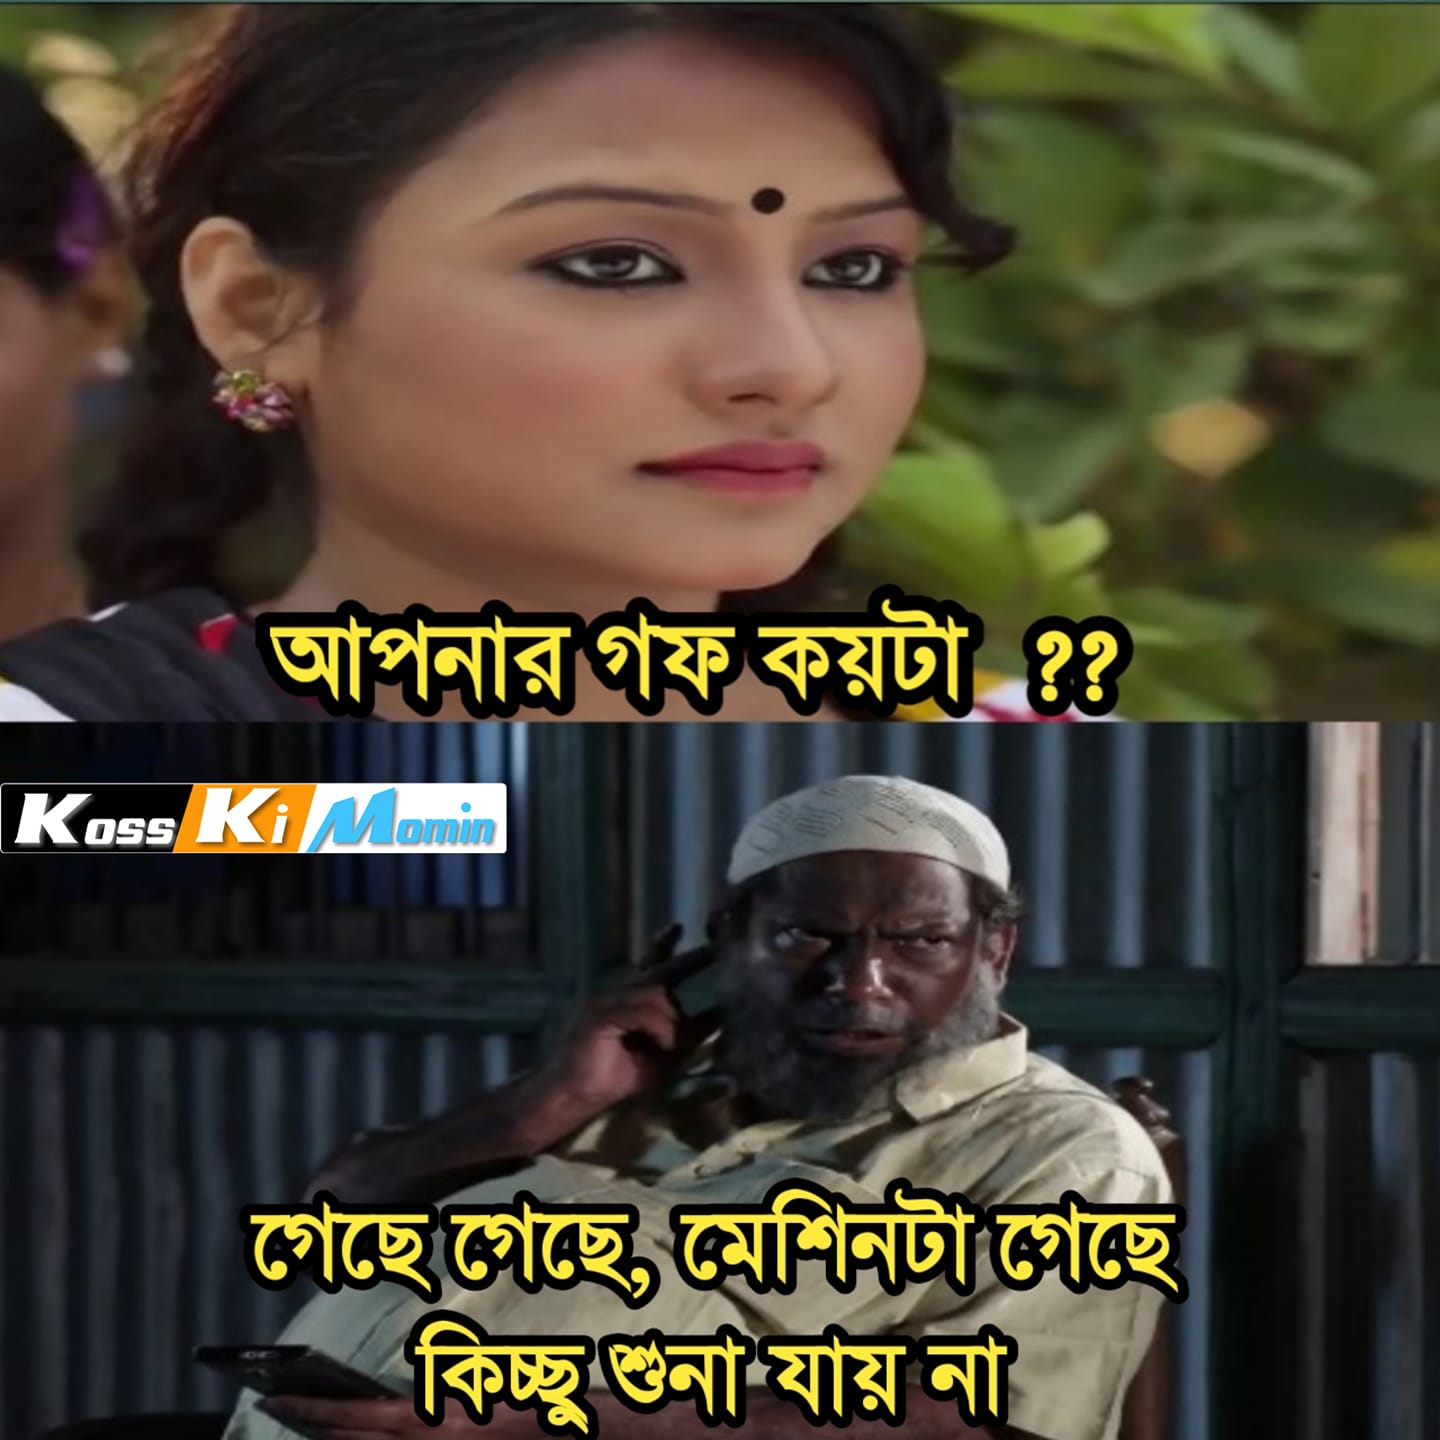 আপনার গফ কয়টা ??
Koss Ki Momin
গেছে গেছে, মেশিনটা গেছে
কিচ্ছু শুনা যায় না